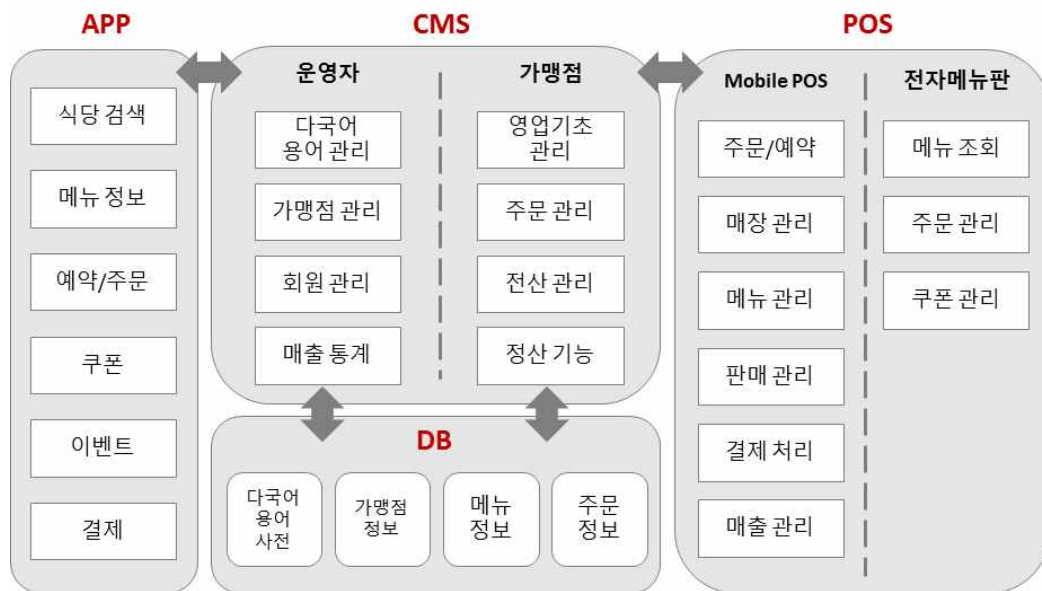 APP
식당 검색
메뉴 정보
예약/주문
쿠폰
이벤트
결제
CMS
운영자
다국어
용어 관리
가맹점 관리
회원 관리
매출 통계
가맹점
영업기초
관리
주문 관리
전산 관리
정산 기능
DB
다국어
용어
사전
가맹점
정보
메뉴
정보
주문
정보
POS
Mobile POS
주문/예약
매장 관리
메뉴 관리
판매 관리
결제 처리
매출 관리
전자메뉴판
메뉴 조회
주문 관리
쿠폰 관리